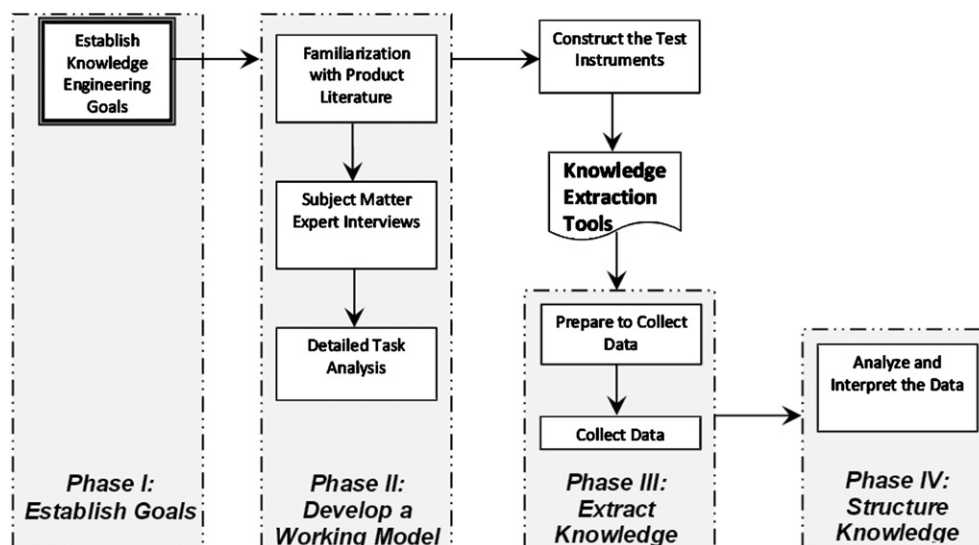 Establish
Knowledge
Engineering
Goals
Familiarization
with Product
Literature
Construct the Test
Instruments
Knowledge
Extraction
Tools
Subject Matter
Expert Interviews
Prepare to Collect
Data
Detailed Task
Analysis
Analyze and
Interpret the Data
Collect Data
Phase I:
Establish Goals
Phase II:
Develop a
Working Model
Phase III:
Extract
Knowledge
Phase IV:
Structure
Knowledge